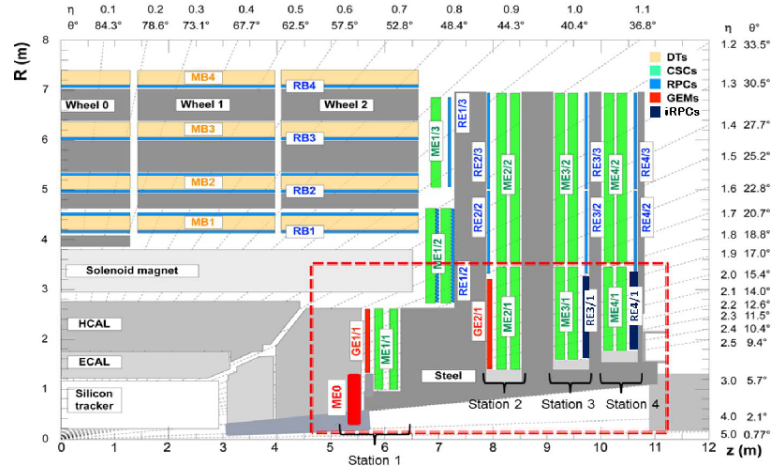 η 0.1 0.2 0.3 0.4 0.5 0.6 0.7 0.8 0.9 1.0 1.1 η θ°
θ° 84.3° 78.6° 73.1° 67.7° 62.5° 57.5° 52.8° 48.4° 44.3° 40.4° 36.8°
R (m)
8
7
6
5
4
3
2
1
0
1.2 33.5°
1.3 30.5°
1.4 27.7°
1.5 25.2°
1.6 22.8°
1.7 20.7°
1.8 18.8°
1.9 17.0°
2.0 15.4°
2.1 14.0°
2.2 12.6°
2.3 11.5°
2.4 10.4°
2.5 9.4°
3.0 5.7°
4.0 2.1°
5.0 0.77°
DTs
CSCs
RPCs
GEMs
iRPCs
MB4
RB4
Wheel 0
Wheel 1
Wheel 2
MB3
RB3
MB2
RB2
MB1
RB1
Solenoid magnet
HCAL
ECAL
Silicon
tracker
Steel
ME0
GE1/1
ME1/1
ME1/2
ME1/3
RE1/3
RE1/2
RE2/3
RE2/2
GE2/1
ME2/2
ME2/1
ME3/2
ME3/1
RE3/3
RE3/2
RE3/1
ME4/2
ME4/1
RE4/3
RE4/2
RE4/1
Station 2
Station 3
Station 4
0 1 2 3 4 5 6 7 8 9 10 11 12
z (m)
Station 1